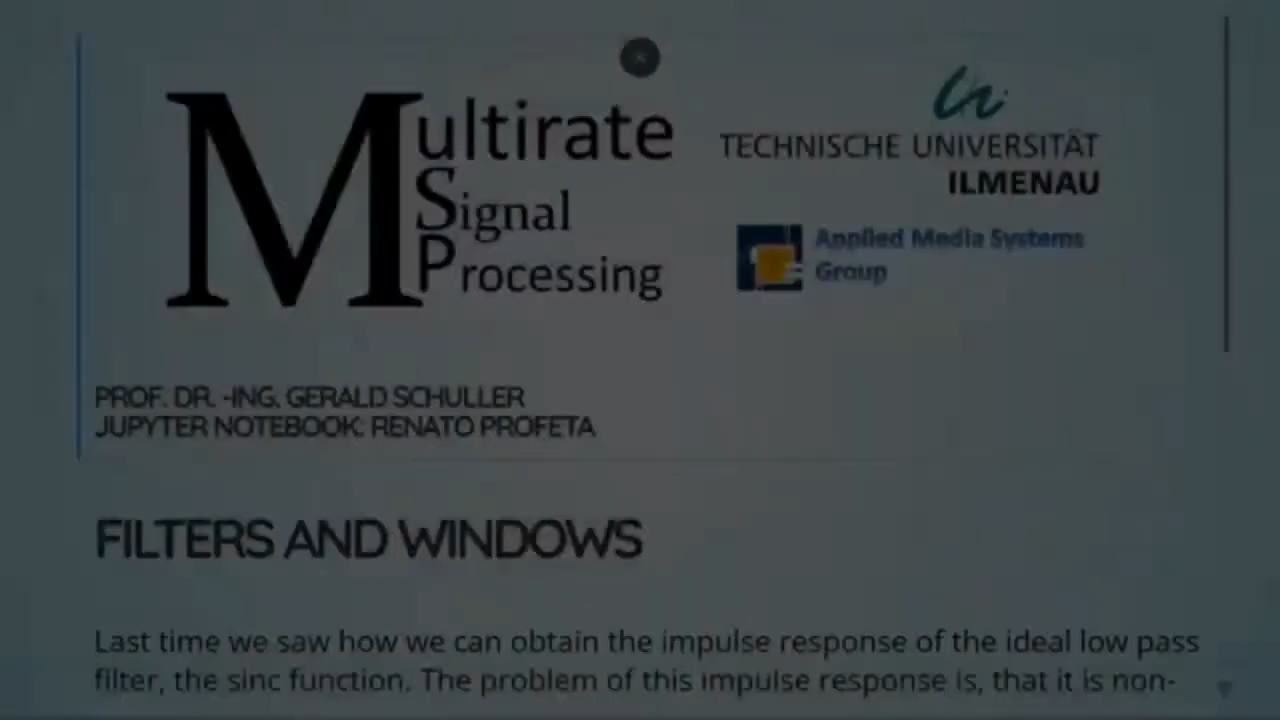 Multirate
Signal
Processing
TECHNISCHE UNIVERSITÄT
ILMENAU
Applied Media Systems
Group
PROF. DR. -ING. GERALD SCHULLER
JUPYTER NOTEBOOK: RENATO PROFETA
FILTERS AND WINDOWS
Last time we saw how we can obtain the impulse response of the ideal low pass
filter, the sinc function. The problem of this impulse response is, that it is non-